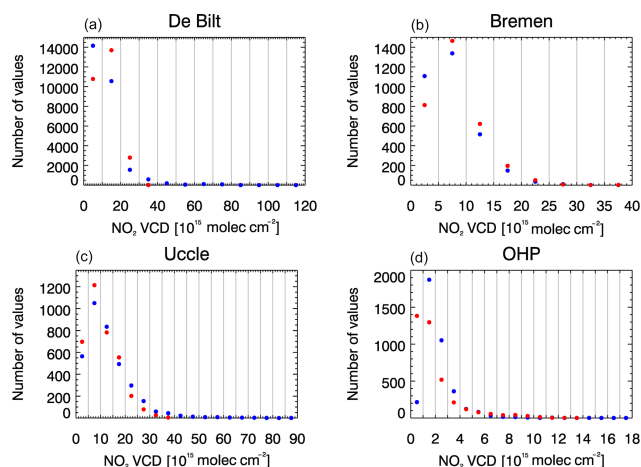 (a) De Bilt
Number of values
14000
12000
10000
8000
6000
4000
2000
0
0 20 40 60 80 100 120
NO₂ VCD [10¹⁵ molec cm⁻²]
(b) Bremen
Number of values
1400
1200
1000
800
600
400
200
0
0 5 10 15 20 25 30 35 40
NO₂ VCD [10¹⁵ molec cm⁻²]
(c) Uccle
Number of values
1200
1000
800
600
400
200
0
0 10 20 30 40 50 60 70 80 90
NO₂ VCD [10¹⁵ molec cm⁻²]
(d) OHP
Number of values
2000
1500
1000
500
0
0 2 4 6 8 10 12 14 16 18
NO₂ VCD [10¹⁵ molec cm⁻²]